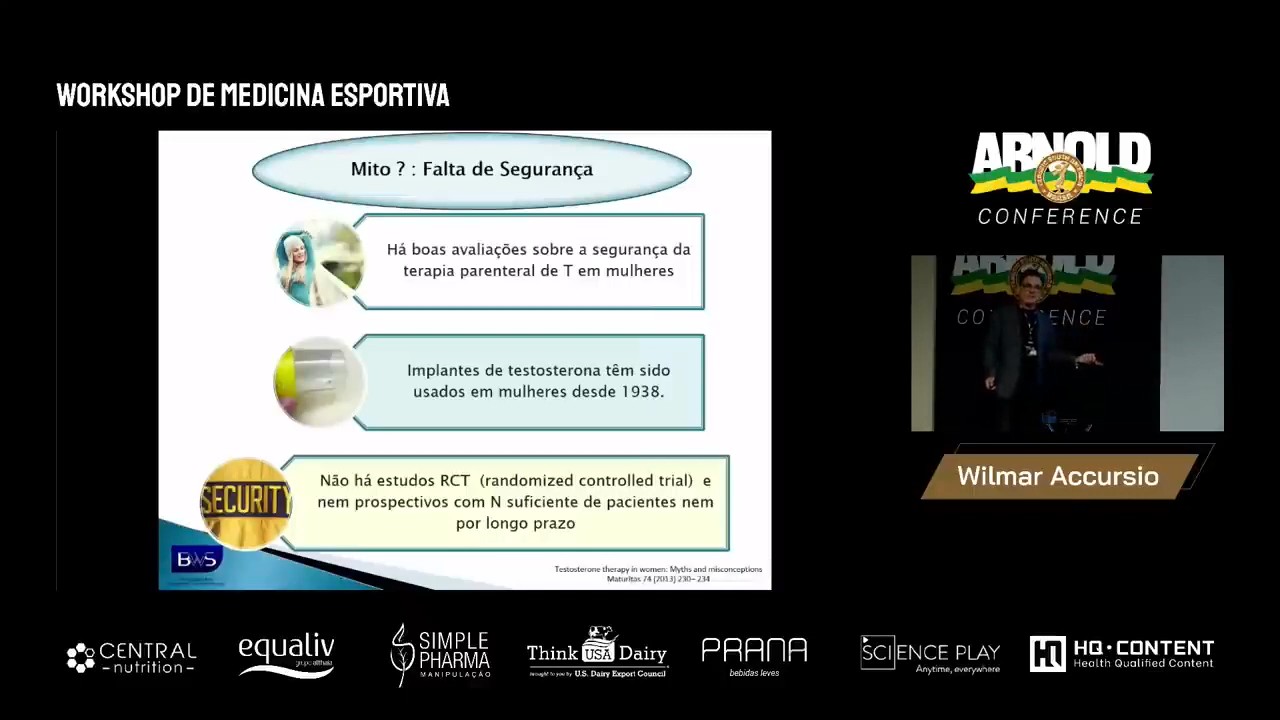 WORKSHOP DE MEDICINA ESPORTIVA
Mito ? : Falta de Segurança
Há boas avaliações sobre a segurança da
terapia parenteral de T em mulheres
Implantes de testosterona têm sido
usados em mulheres desde 1938.
SECURITY
Não há estudos RCT (randomized controlled trial) e
nem prospectivos com N suficiente de pacientes nem
por longo prazo
BWS
Testosterone therapy in women: Myths and misconceptions
Maturitas 74 (2013) 230–234
ARNOLD
CONFERENCE
ARNOLD
CONFERENCE
Wilmar Accursio
CENTRAL
nutrition
equaliv
grupo althaia
SIMPLE
PHARMA
MANIPULAÇÃO
Think USA Dairy
brought to you by U.S. Dairy Export Council
PRANA
bebidas leves
SCIENCE PLAY
Anytime, everywhere
HQ·CONTENT
Health Qualified Content